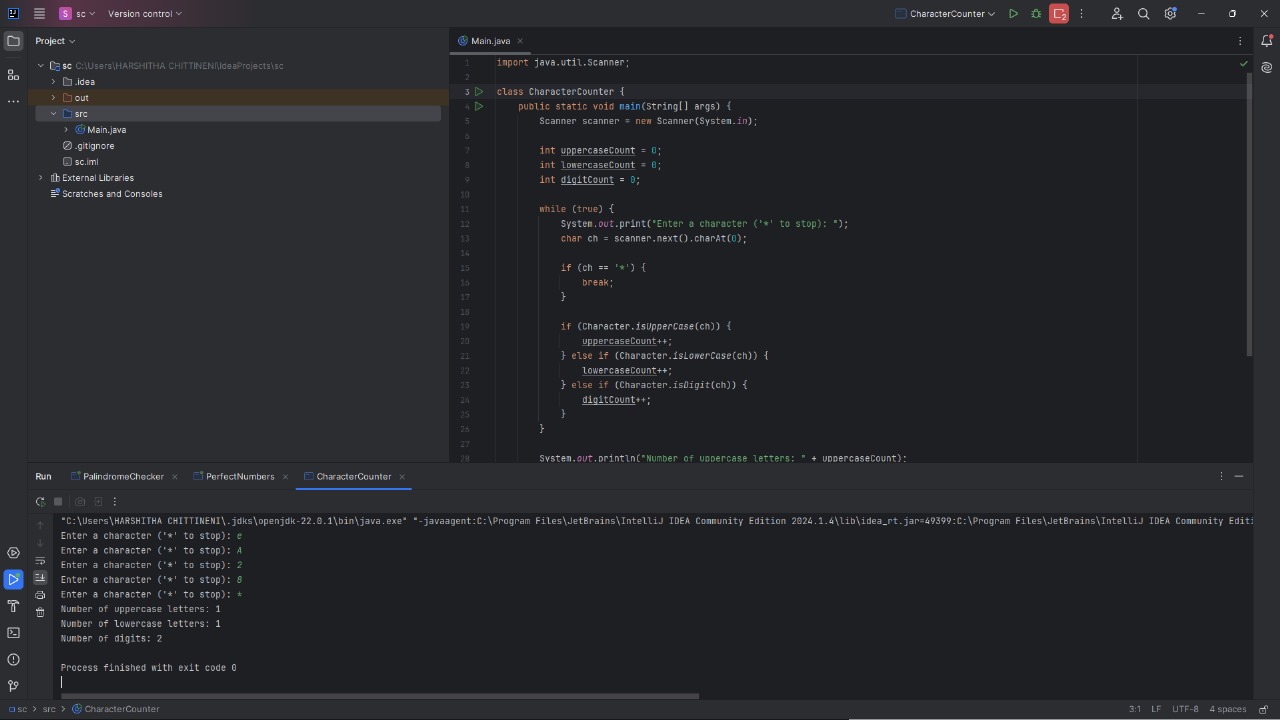 S sc Version control CharacterCounter 2
Project
Main.java
sc C:\Users\HARSHITHA CHITTINENI\IdeaProjects\sc
.idea
out
src
Main.java
.gitignore
sc.iml
External Libraries
Scratches and Consoles
1 import java.util.Scanner;
2
3 class CharacterCounter {
4 public static void main(String[] args) {
5 Scanner scanner = new Scanner(System.in);
6
7 int uppercaseCount = 0;
8 int lowercaseCount = 0;
9 int digitCount = 0;
10
11 while (true) {
12 System.out.print("Enter a character ('*' to stop): ");
13 char ch = scanner.next().charAt(0);
14
15 if (ch == '*') {
16 break;
17 }
18
19 if (Character.isUpperCase(ch)) {
20 uppercaseCount++;
21 } else if (Character.isLowerCase(ch)) {
22 lowercaseCount++;
23 } else if (Character.isDigit(ch)) {
24 digitCount++;
25 }
26 }
27
28 System.out.println("Number of uppercase letters: " + uppercaseCount);
Run PalindromeChecker PerfectNumbers CharacterCounter
"C:\Users\HARSHITHA CHITTINENI\.jdks\openjdk-22.0.1\bin\java.exe" "-javaagent:C:\Program Files\JetBrains\IntelliJ IDEA Community Edition 2024.1.4\lib\idea_rt.jar=49399:C:\Program Files\JetBrains\IntelliJ IDEA Community Editi
Enter a character ('*' to stop): e
Enter a character ('*' to stop): A
Enter a character ('*' to stop): 2
Enter a character ('*' to stop): 8
Enter a character ('*' to stop): *
Number of uppercase letters: 1
Number of lowercase letters: 1
Number of digits: 2
Process finished with exit code 0
sc > src > CharacterCounter 3:1 LF UTF-8 4 spaces